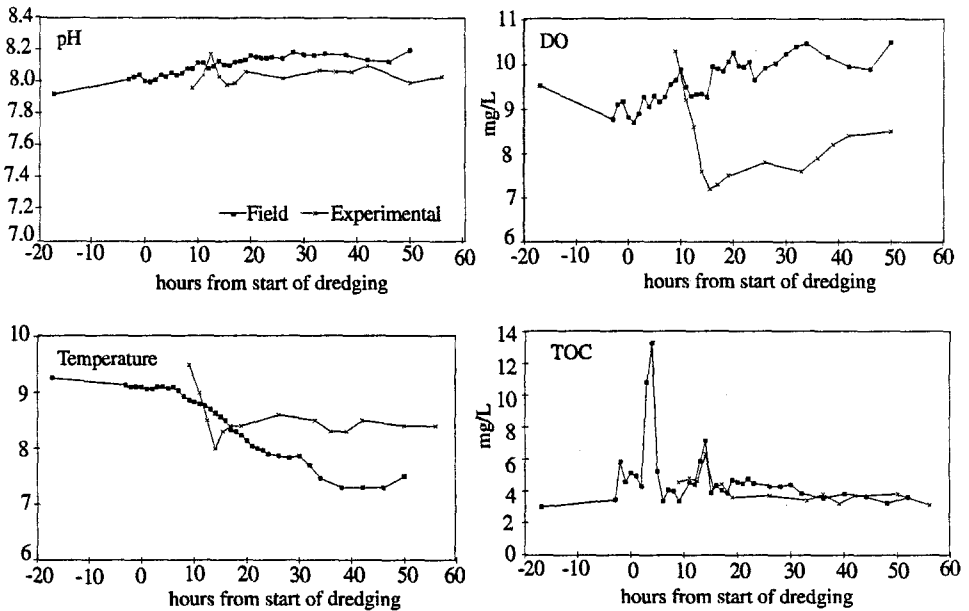 pH
8.4
8.2
8.0
7.8
7.6
7.4
7.2
7.0
Field
Experimental
-20 -10 0 10 20 30 40 50 60
hours from start of dredging
DO
mg/L
11
10
9
8
7
6
-20 -10 0 10 20 30 40 50 60
hours from start of dredging
Temperature
10
9
8
7
6
-20 -10 0 10 20 30 40 50 60
hours from start of dredging
TOC
mg/L
14
12
10
8
6
4
2
0
-20 -10 0 10 20 30 40 50 60
hours from start of dredging